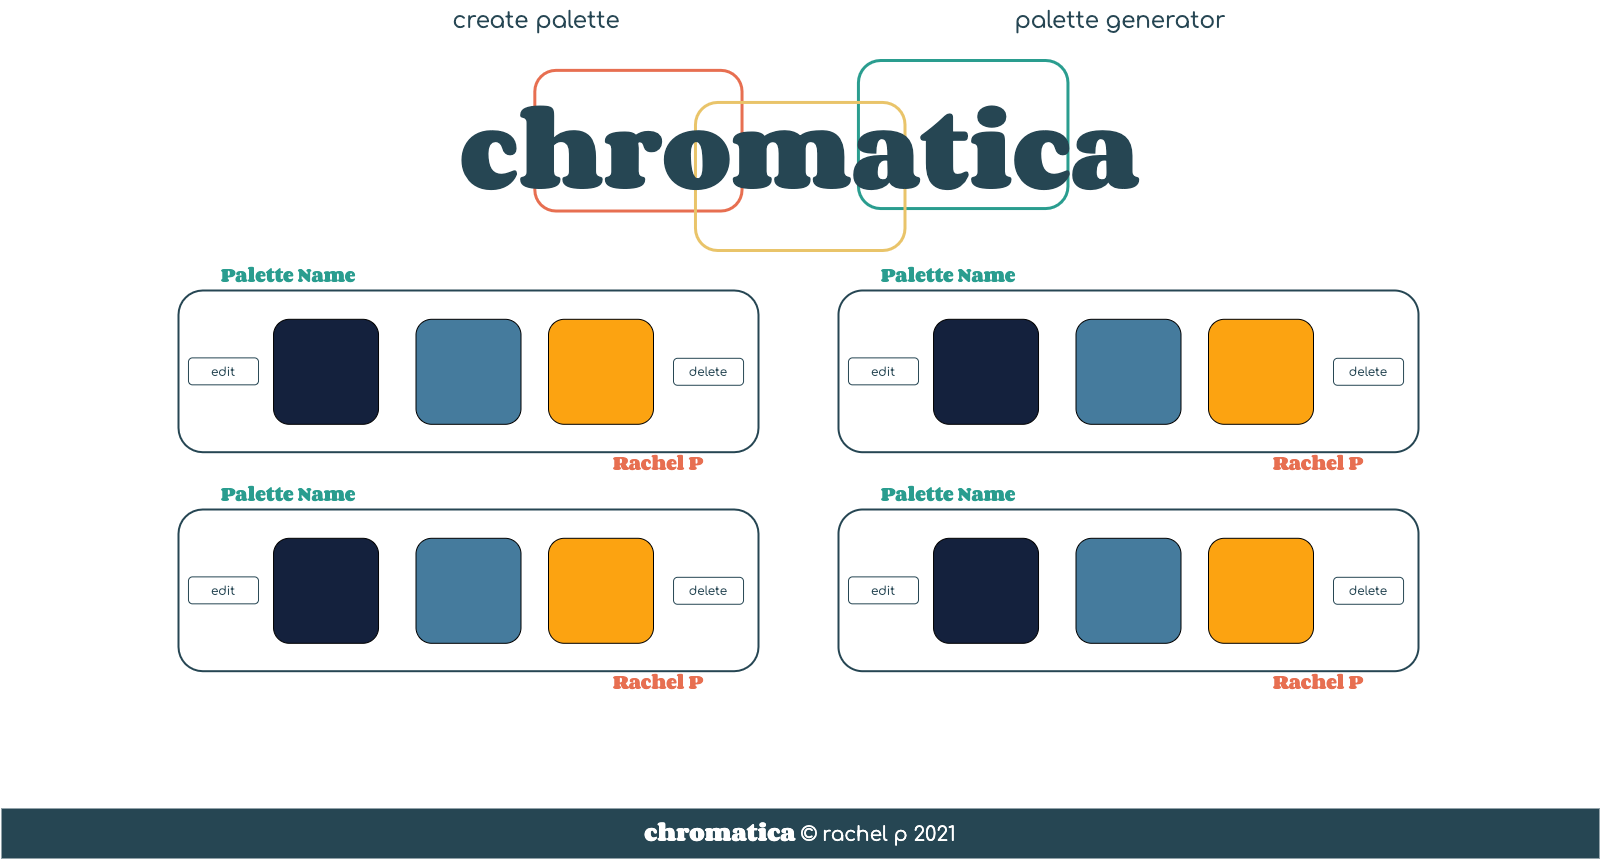 create palette
palette generator
chromatica
Palette Name
edit
delete
Rachel P
Palette Name
edit
delete
Rachel P
Palette Name
edit
delete
Rachel P
Palette Name
edit
delete
Rachel P
chromatica © rachel p 2021